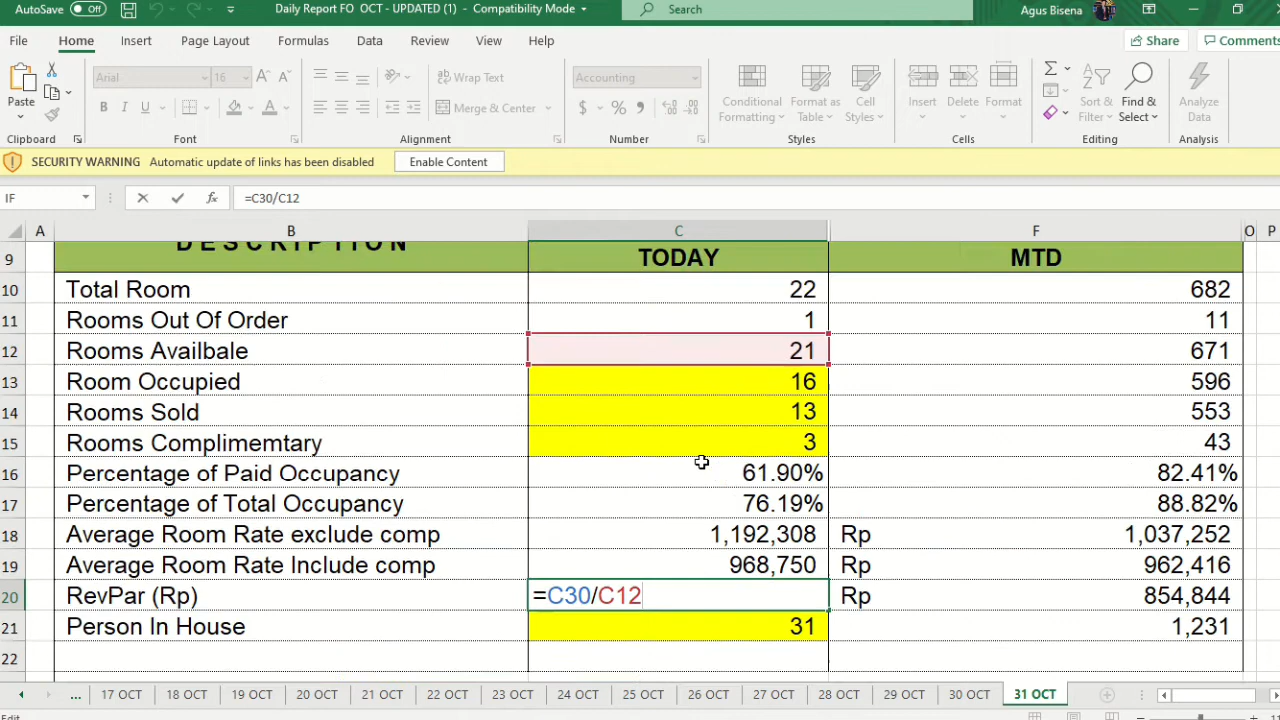 AutoSave Off Daily Report FO OCT - UPDATED (1) - Compatibility Mode Search Agus Bisena
File Home Insert Page Layout Formulas Data Review View Help Share Comments
Paste Arial 16 Wrap Text Accounting Conditional Formatting Format as Table Cell Styles Insert Delete Format Sort & Filter Find & Select Analyze Data
B I U Merge & Center $ % ,
Clipboard Font Alignment Number Styles Cells Editing Analysis
SECURITY WARNING Automatic update of links has been disabled Enable Content
IF fx =C30/C12
A B C F O P
9 DESCRIPTION TODAY MTD
10 Total Room 22 682
11 Rooms Out Of Order 1 11
12 Rooms Availbale 21 671
13 Room Occupied 16 596
14 Rooms Sold 13 553
15 Rooms Complimemtary 3 43
16 Percentage of Paid Occupancy 61.90% 82.41%
17 Percentage of Total Occupancy 76.19% 88.82%
18 Average Room Rate exclude comp 1,192,308 Rp 1,037,252
19 Average Room Rate Include comp 968,750 Rp 962,416
20 RevPar (Rp) =C30/C12 Rp 854,844
21 Person In House 31 1,231
22
... 17 OCT 18 OCT 19 OCT 20 OCT 21 OCT 22 OCT 23 OCT 24 OCT 25 OCT 26 OCT 27 OCT 28 OCT 29 OCT 30 OCT 31 OCT